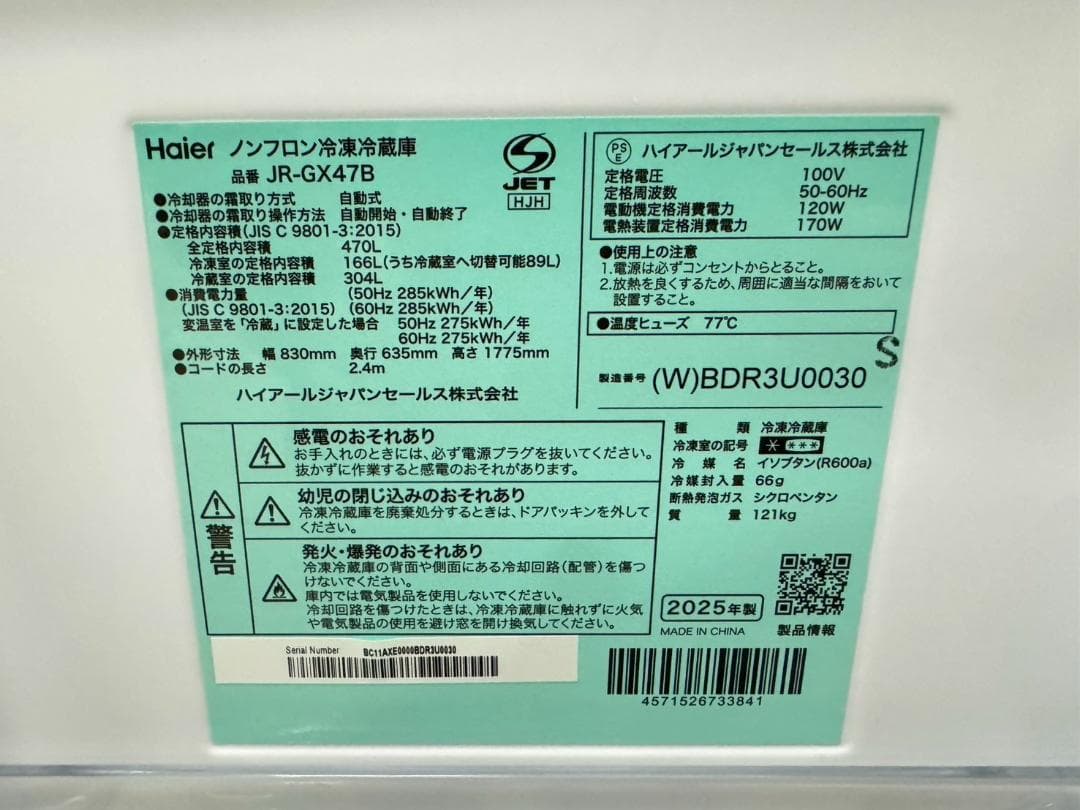 Haier ノンフロン冷凍冷蔵庫
品番 JR-GX47B
JET
HJH
●冷却器の霜取り方式 自動式
●冷却器の霜取り操作方法 自動開始・自動終了
●定格内容積(JIS C 9801-3:2015)
全定格内容積 470L
冷凍室の定格内容積 166L(うち冷蔵室へ切替可能89L)
冷蔵室の定格内容積 304L
●消費電力量 (50Hz 285kWh/年)
(JIS C 9801-3:2015) (60Hz 285kWh/年)
変温室を「冷蔵」に設定した場合 50Hz 275kWh/年
60Hz 275kWh/年
●外形寸法 幅 830mm 奥行 635mm 高さ 1775mm
●コードの長さ 2.4m
ハイアールジャパンセールス株式会社
PSE ハイアールジャパンセールス株式会社
定格電圧 100V
定格周波数 50-60Hz
電動機定格消費電力 120W
電熱装置定格消費電力 170W
●使用上の注意
1.電源は必ずコンセントからとること。
2.放熱を良くするため、周囲に適当な間隔をおいて
設置すること。
●温度ヒューズ 77℃
S
製造番号 (W)BDR3U0030
警告
感電のおそれあり
お手入れのときには、必ず電源プラグを抜いてください。
抜かずに作業すると感電のおそれがあります。
幼児の閉じ込みのおそれあり
冷凍冷蔵庫を廃棄処分するときは、ドアパッキンを外して
ください。
発火・爆発のおそれあり
冷凍冷蔵庫の背面や側面にある冷却回路(配管)を傷つ
けないでください。
庫内では電気製品を使用しないでください。
冷却回路を傷つけたときは、冷凍冷蔵庫に触れずに火気
や電気製品の使用を避け窓を開け換気してください。
種類 冷凍冷蔵庫
冷凍室の記号 * ***
冷媒名 イソブタン(R600a)
冷媒封入量 66g
断熱発泡ガス シクロペンタン
質量 121kg
2025年製
MADE IN CHINA
製品情報
Serial Number BC11AXE0000BDR3U0030
4571526733841